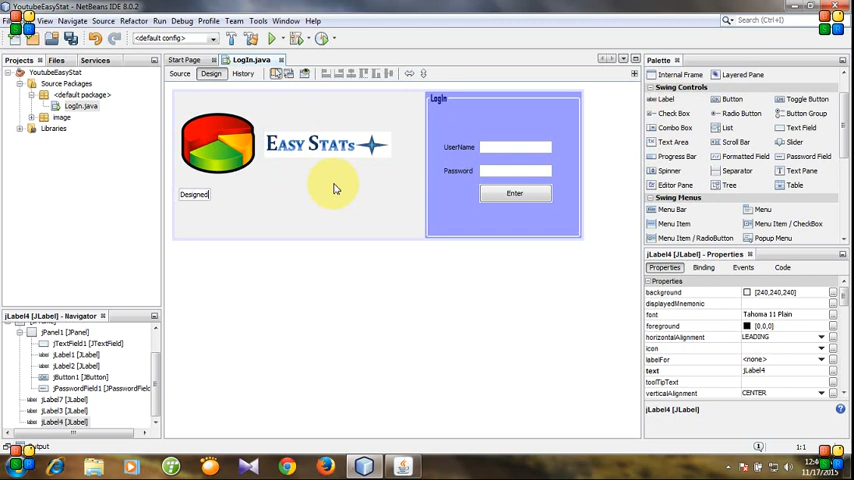 YoutubeEasyStat - NetBeans IDE 8.0.2
View Navigate Source Refactor Run Debug Profile Team Tools Window Help
Search (Ctrl+I)
<default config>
Projects Files Services
YoutubeEasyStat
Source Packages
<default package>
LogIn.java
image
Libraries
Start Page LogIn.java
Source Design History
EASY STATS
Designed
LogIn
UserName
Password
Enter
Palette
Internal Frame Layered Pane
Swing Controls
Label Button Toggle Button
Check Box Radio Button Button Group
Combo Box List Text Field
Text Area Scroll Bar Slider
Progress Bar Formatted Field Password Field
Spinner Separator Text Pane
Editor Pane Tree Table
Swing Menus
Menu Bar Menu
Menu Item Menu Item / CheckBox
Menu Item / RadioButton Popup Menu
jLabel4 [JLabel] - Properties
Properties Binding Events Code
Properties
background [240,240,240]
displayedMnemonic
font Tahoma 11 Plain
foreground [0,0,0]
horizontalAlignment LEADING
icon
labelFor <none>
text jLabel4
toolTipText
verticalAlignment CENTER
jLabel4 [JLabel]
jLabel4 [JLabel] - Navigator
jPanel1 [JPanel]
jTextField1 [JTextField]
jLabel1 [JLabel]
jLabel2 [JLabel]
jButton1 [JButton]
jPasswordField1 [JPasswordField]
jLabel7 [JLabel]
jLabel3 [JLabel]
jLabel4 [JLabel]
1:1
11/17/2015